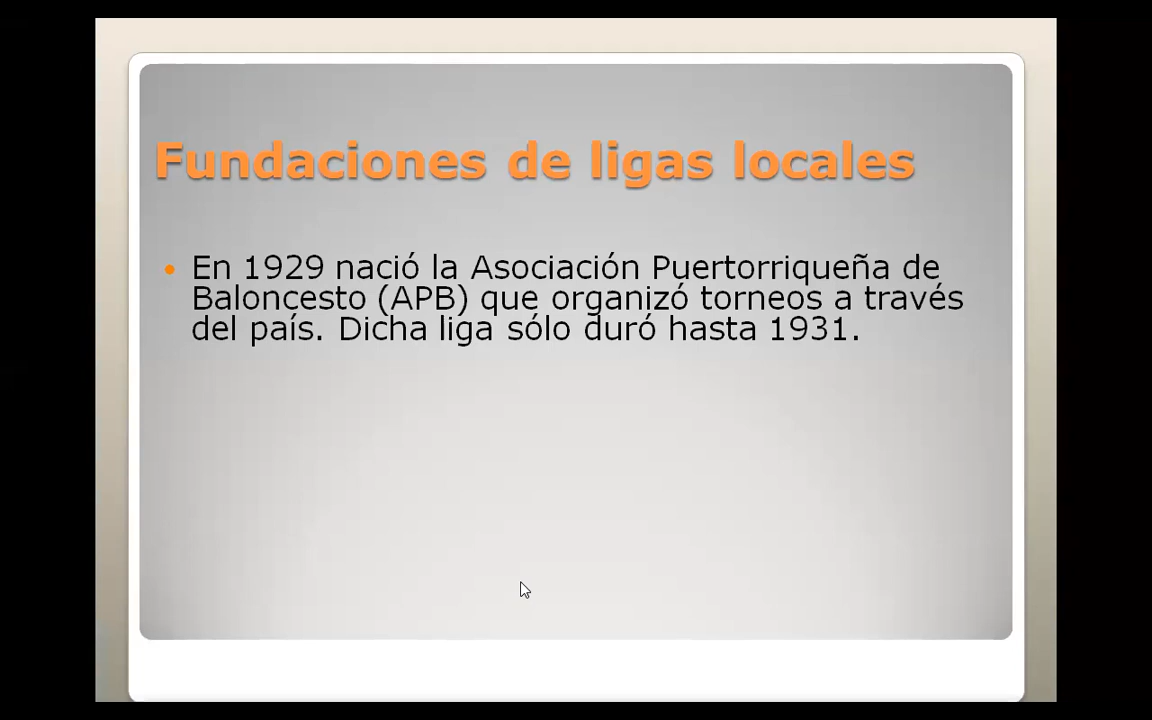 Fundaciones de ligas locales
• En 1929 nació la Asociación Puertorriqueña de
Baloncesto (APB) que organizó torneos a través
del país. Dicha liga sólo duró hasta 1931.